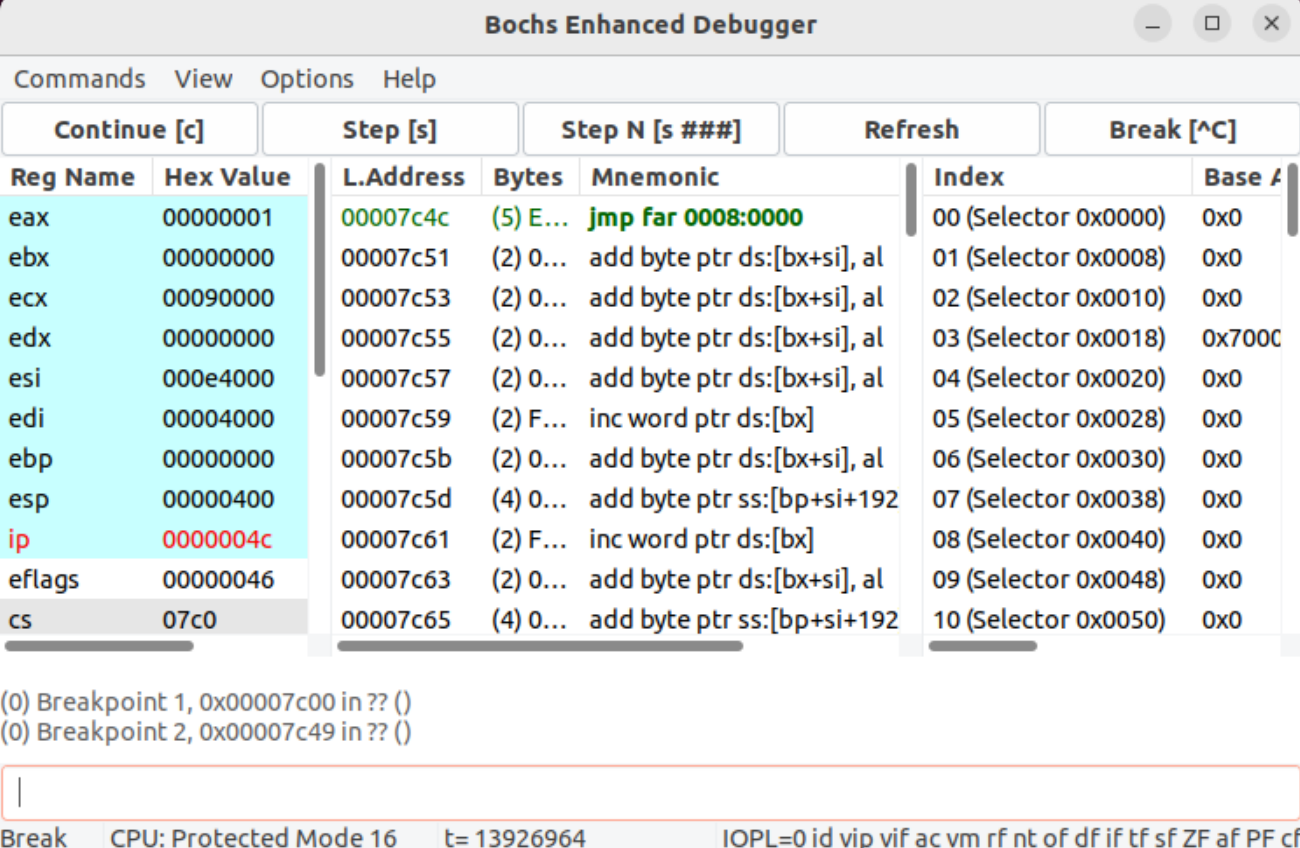 Bochs Enhanced Debugger
Commands View Options Help
Continue [c] Step [s] Step N [s ###] Refresh Break [^C]
Reg Name Hex Value L.Address Bytes Mnemonic Index Base A
eax 00000001 00007c4c (5) E... jmp far 0008:0000 00 (Selector 0x0000) 0x0
ebx 00000000 00007c51 (2) 0... add byte ptr ds:[bx+si], al 01 (Selector 0x0008) 0x0
ecx 00090000 00007c53 (2) 0... add byte ptr ds:[bx+si], al 02 (Selector 0x0010) 0x0
edx 00000000 00007c55 (2) 0... add byte ptr ds:[bx+si], al 03 (Selector 0x0018) 0x7000
esi 000e4000 00007c57 (2) 0... add byte ptr ds:[bx+si], al 04 (Selector 0x0020) 0x0
edi 00004000 00007c59 (2) F... inc word ptr ds:[bx] 05 (Selector 0x0028) 0x0
ebp 00000000 00007c5b (2) 0... add byte ptr ds:[bx+si], al 06 (Selector 0x0030) 0x0
esp 00000400 00007c5d (4) 0... add byte ptr ss:[bp+si+192 07 (Selector 0x0038) 0x0
ip 0000004c 00007c61 (2) F... inc word ptr ds:[bx] 08 (Selector 0x0040) 0x0
eflags 00000046 00007c63 (2) 0... add byte ptr ds:[bx+si], al 09 (Selector 0x0048) 0x0
cs 07c0 00007c65 (4) 0... add byte ptr ss:[bp+si+192 10 (Selector 0x0050) 0x0
(0) Breakpoint 1, 0x00007c00 in ?? ()
(0) Breakpoint 2, 0x00007c49 in ?? ()
Break CPU: Protected Mode 16 t= 13926964 IOPL=0 id vip vif ac vm rf nt of df if tf sf ZF af PF cf